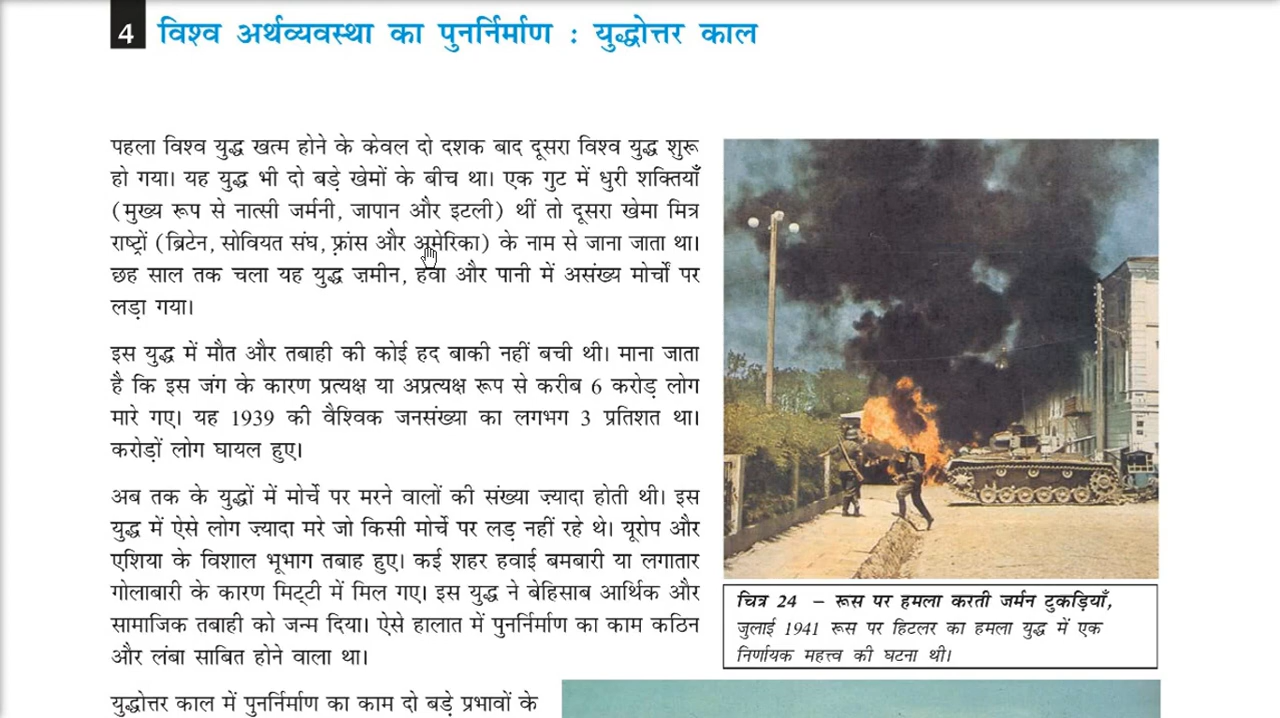 4 विश्व अर्थव्यवस्था का पुनर्निर्माण : युद्धोत्तर काल
पहला विश्व युद्ध खत्म होने के केवल दो दशक बाद दूसरा विश्व युद्ध शुरू
हो गया। यह युद्ध भी दो बड़े खेमों के बीच था। एक गुट में धुरी शक्तियाँ
(मुख्य रूप से नात्सी जर्मनी, जापान और इटली) थीं तो दूसरा खेमा मित्र
राष्ट्रों (ब्रिटेन, सोवियत संघ, फ़्रांस और अमेरिका) के नाम से जाना जाता था।
छह साल तक चला यह युद्ध ज़मीन, हवा और पानी में असंख्य मोर्चों पर
लड़ा गया।
इस युद्ध में मौत और तबाही की कोई हद बाकी नहीं बची थी। माना जाता
है कि इस जंग के कारण प्रत्यक्ष या अप्रत्यक्ष रूप से करीब 6 करोड़ लोग
मारे गए। यह 1939 की वैश्विक जनसंख्या का लगभग 3 प्रतिशत था।
करोड़ों लोग घायल हुए।
अब तक के युद्धों में मोर्चे पर मरने वालों की संख्या ज़्यादा होती थी। इस
युद्ध में ऐसे लोग ज़्यादा मरे जो किसी मोर्चे पर लड़ नहीं रहे थे। यूरोप और
एशिया के विशाल भूभाग तबाह हुए। कई शहर हवाई बमबारी या लगातार
गोलाबारी के कारण मिट्टी में मिल गए। इस युद्ध ने बेहिसाब आर्थिक और
सामाजिक तबाही को जन्म दिया। ऐसे हालात में पुनर्निर्माण का काम कठिन
और लंबा साबित होने वाला था।
युद्धोत्तर काल में पुनर्निर्माण का काम दो बड़े प्रभावों के
चित्र 24 – रूस पर हमला करती जर्मन टुकड़ियाँ,
जुलाई 1941 रूस पर हिटलर का हमला युद्ध में एक
निर्णायक महत्त्व की घटना थी।